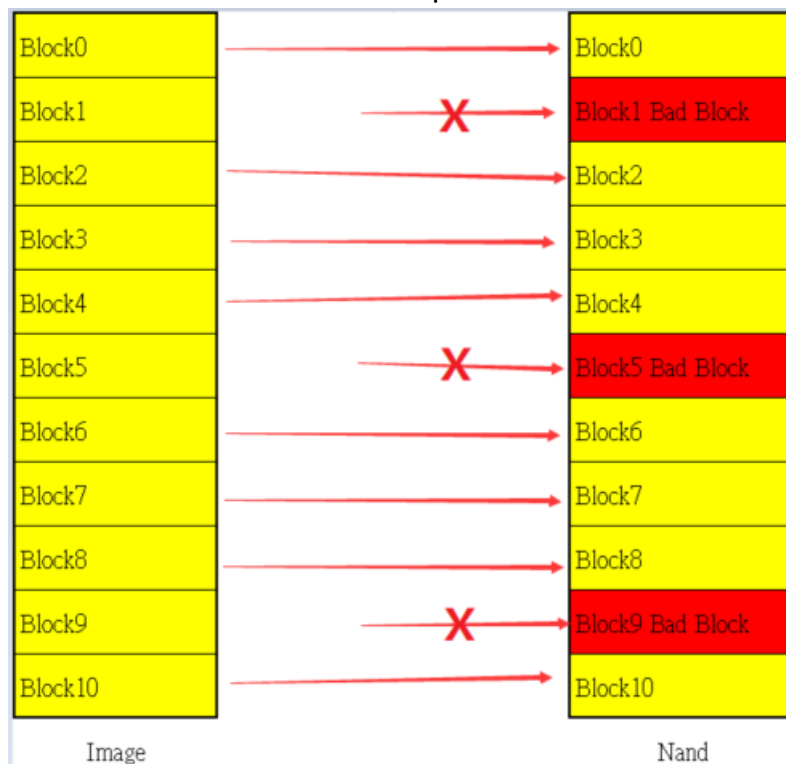 Block0
Block1
Block2
Block3
Block4
Block5
Block6
Block7
Block8
Block9
Block10
Image
X
X
X
Block0
Block1 Bad Block
Block2
Block3
Block4
Block5 Bad Block
Block6
Block7
Block8
Block9 Bad Block
Block10
Nand